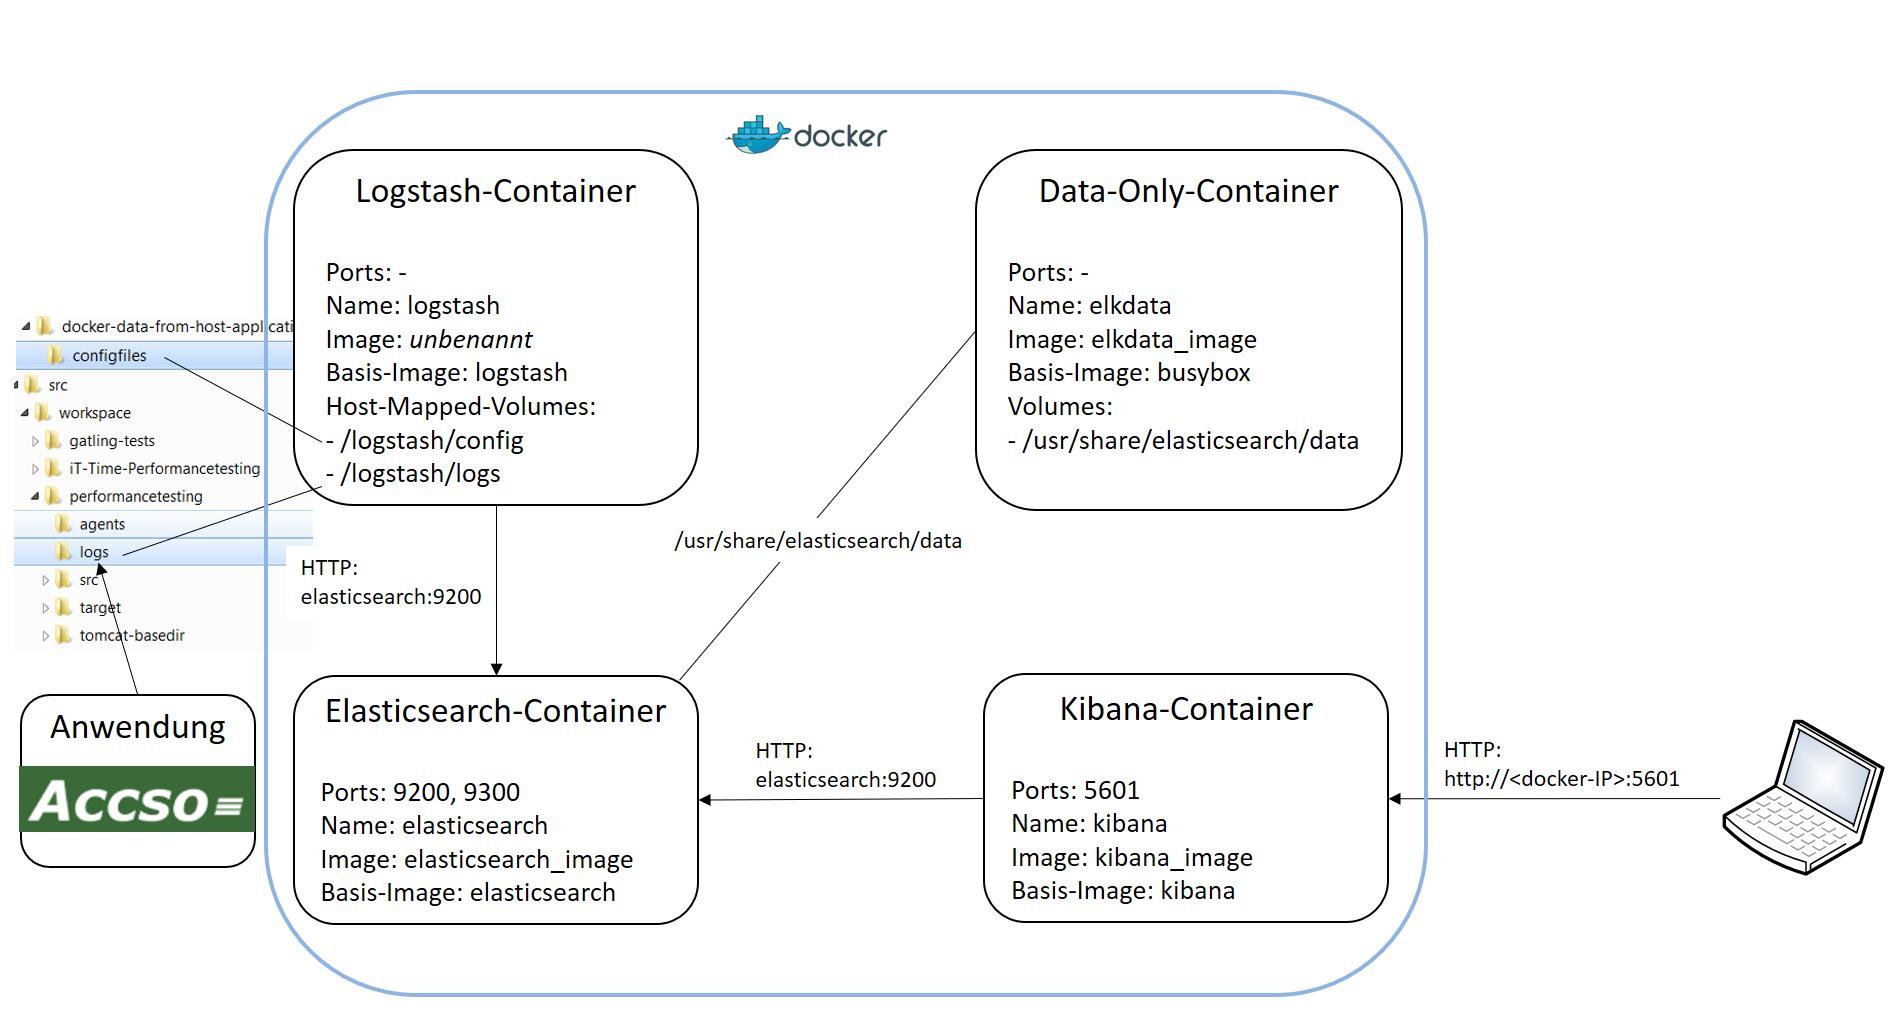 docker
Logstash-Container
Ports: -
Name: logstash
Image: unbenannt
Basis-Image: logstash
Host-Mapped-Volumes:
- /logstash/config
- /logstash/logs
Data-Only-Container
Ports: -
Name: elkdata
Image: elkdata_image
Basis-Image: busybox
Volumes:
- /usr/share/elasticsearch/data
docker-data-from-host-applicati
configfiles
src
workspace
gatling-tests
iT-Time-Performancetesting
performancetesting
agents
logs
src
target
tomcat-basedir
HTTP:
elasticsearch:9200
/usr/share/elasticsearch/data
Anwendung
Accso
Elasticsearch-Container
Ports: 9200, 9300
Name: elasticsearch
Image: elasticsearch_image
Basis-Image: elasticsearch
HTTP:
elasticsearch:9200
Kibana-Container
Ports: 5601
Name: kibana
Image: kibana_image
Basis-Image: kibana
HTTP:
http://<docker-IP>:5601